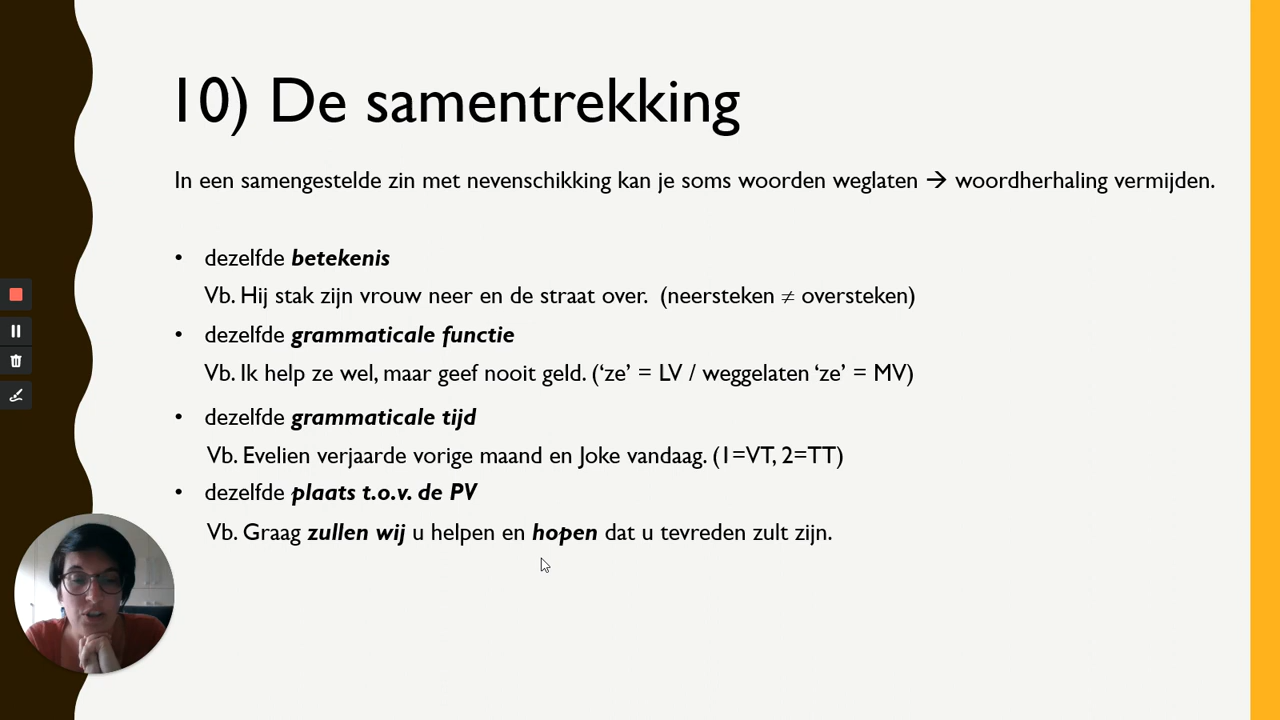 10) De samentrekking
In een samengestelde zin met nevenschikking kan je soms woorden weglaten → woordherhaling vermijden.
• dezelfde betekenis
Vb. Hij stak zijn vrouw neer en de straat over. (neersteken ≠ oversteken)
• dezelfde grammaticale functie
Vb. Ik help ze wel, maar geef nooit geld. (‘ze’ = LV / weggelaten ‘ze’ = MV)
• dezelfde grammaticale tijd
Vb. Evelien verjaarde vorige maand en Joke vandaag. (1=VT, 2=TT)
• dezelfde plaats t.o.v. de PV
Vb. Graag zullen wij u helpen en hopen dat u tevreden zult zijn.